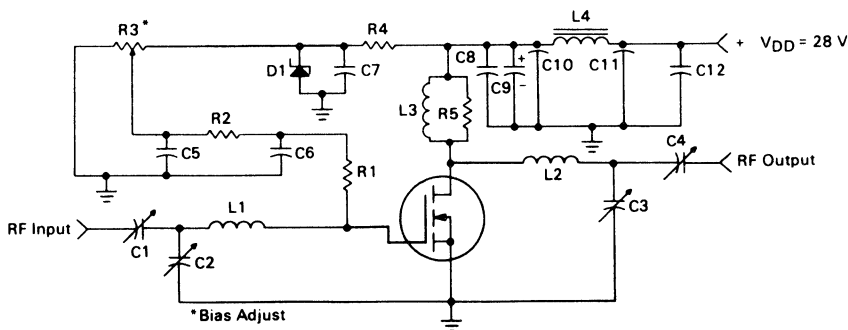 R3*
R4
L4
+ VDD = 28 V
D1
C7
C8
C9
+
−
C10
C11
C12
L3
R5
R2
C5
C6
R1
C4
RF Output
L2
C3
L1
RF Input
C1
C2
*Bias Adjust